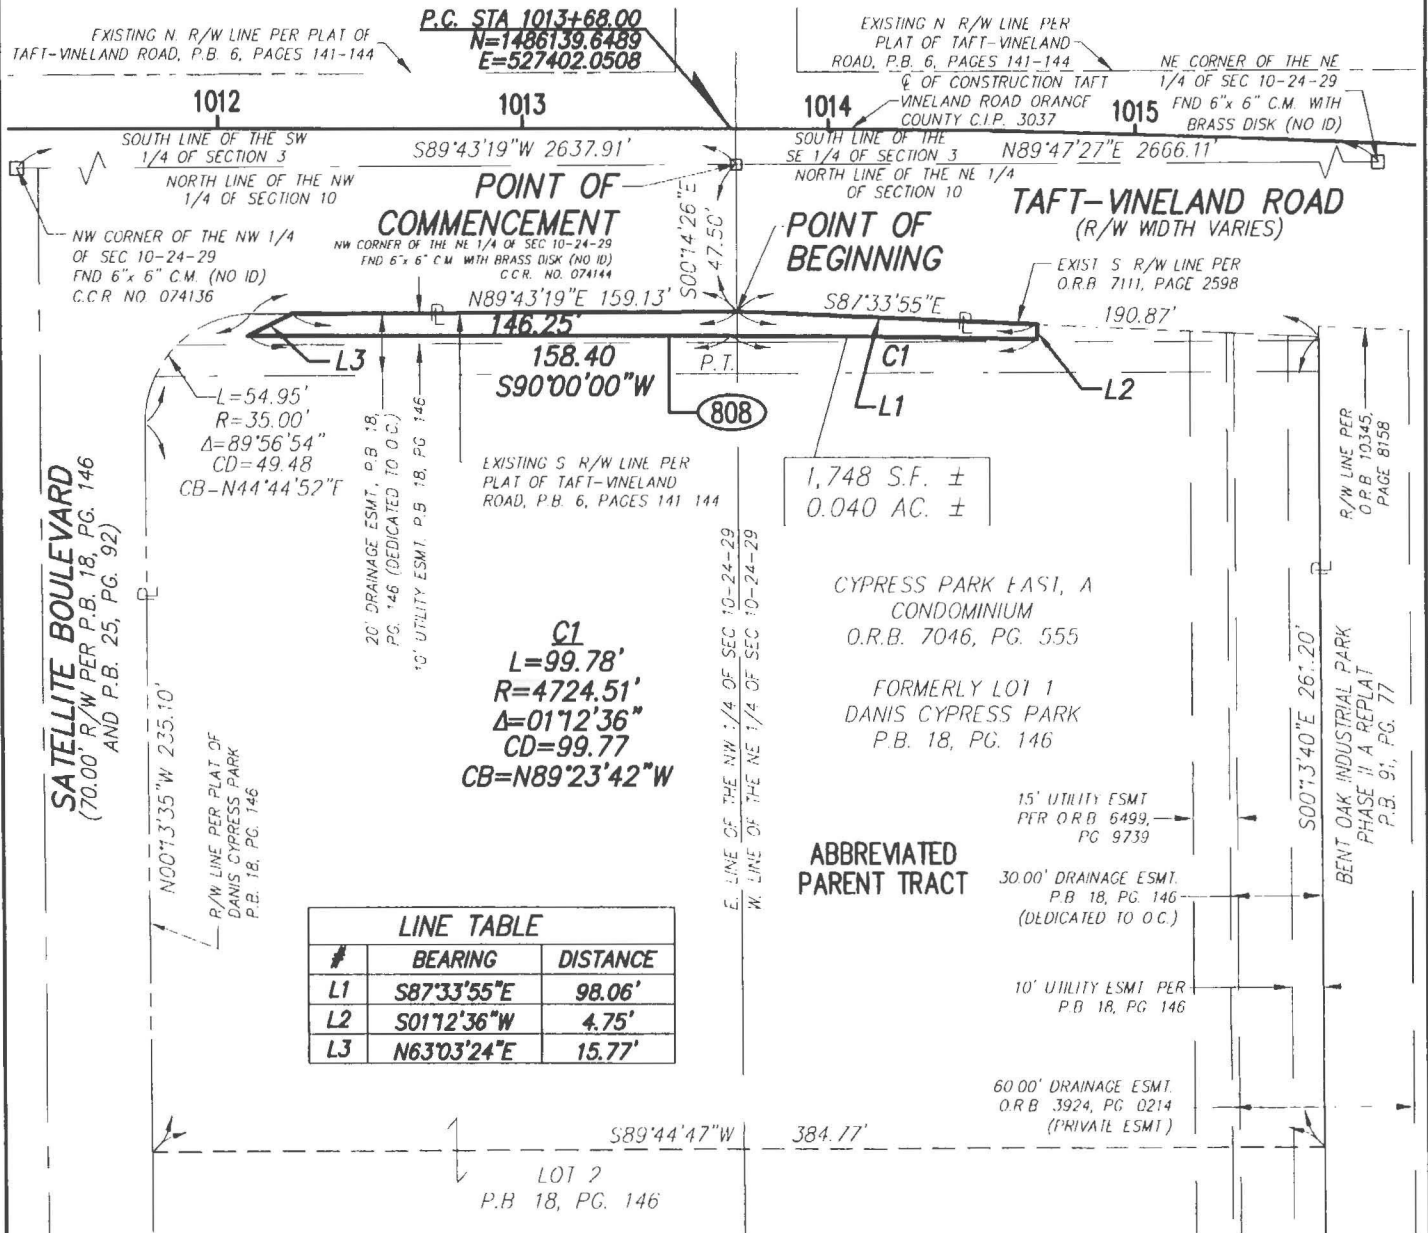 P.C. STA 1013+68.00
N=1486139.6489
E=527402.0508
EXISTING N. R/W LINE PER PLAT OF
TAFT-VINELAND ROAD, P.B. 6, PAGES 141-144
EXISTING N R/W LINE PER
PLAT OF TAFT-VINELAND
ROAD, P.B. 6, PAGES 141-144
℄ OF CONSTRUCTION TAFT
VINELAND ROAD ORANGE
COUNTY C.I.P. 3037
NE CORNER OF THE NE
1/4 OF SEC 10-24-29
FND 6"x 6" C.M. WITH
BRASS DISK (NO ID)
1012
1013
1014
1015
SOUTH LINE OF THE SW
1/4 OF SECTION 3
NORTH LINE OF THE NW
1/4 OF SECTION 10
S89°43'19"W 2637.91'
SOUTH LINE OF THE
SE 1/4 OF SECTION 3
NORTH LINE OF THE NE 1/4
OF SECTION 10
N89°47'27"E 2666.11'
POINT OF
COMMENCEMENT
NW CORNER OF THE NE 1/4 OF SEC 10-24-29
FND 6"x 6" C.M. WITH BRASS DISK (NO ID)
C.C.R. NO. 074144
S00°14'26"E
47.50'
POINT OF
BEGINNING
TAFT-VINELAND ROAD
(R/W WIDTH VARIES)
NW CORNER OF THE NW 1/4
OF SEC 10-24-29
FND 6"x 6" C.M. (NO ID)
C.C.R NO 074136
EXIST S R/W LINE PER
O.R.B 7111, PAGE 2598
N89°43'19"E 159.13'
146.25'
S87°33'55"E
190.87'
L3
158.40
S90°00'00"W
P.T.
C1
L1
L2
808
L=54.95'
R=35.00'
Δ=89°56'54"
CD=49.48
CB-N44°44'52"E
20' DRAINAGE ESMT, P.B 18,
PG. 146 (DEDICATED TO O C.)
10' UTILITY ESMT. P.B 18, PG 146
EXISTING S R/W LINE PER
PLAT OF TAFT-VINELAND
ROAD, P.B. 6, PAGES 141 144
1,748 S.F. ±
0.040 AC. ±
R/W LINE PER
O.R.B 10345,
PAGE 8158
SATELLITE BOULEVARD
(70.00' R/W PER P.B. 18, PG. 146
AND P.B. 25, PG. 92)
N00°13'35"W 235.10'
R/W LINE PER PLAT OF
DANIS CYPRESS PARK
P.B. 18, PG. 146
C1
L=99.78'
R=4724.51'
Δ=01°12'36"
CD=99.77
CB=N89°23'42"W
E. LINE OF THE NW 1/4 OF SEC 10-24-29
W. LINE OF THE NE 1/4 OF SEC 10-24-29
CYPRESS PARK EAST, A
CONDOMINIUM
O.R.B. 7046, PG. 555
FORMERLY LOT 1
DANIS CYPRESS PARK
P.B. 18, PG. 146
S00°13'40"E 261.20'
BENT OAK INDUSTRIAL PARK
PHASE II A REPLAT
P.B. 91, PG. 77
ABBREVIATED
PARENT TRACT
15' UTILITY ESMT
PER O R B 6499,
PG 9739
30.00' DRAINAGE ESMT.
P.B 18, PG. 146
(DEDICATED TO O C.)
10' UTILITY ESMT PER
P.B 18, PG 146
60 00' DRAINAGE ESMT.
O.R B 3924, PG 0214
(PRIVATE ESMT)
LINE TABLE
# BEARING DISTANCE
L1 S87°33'55"E 98.06'
L2 S01°12'36"W 4.75'
L3 N63°03'24"E 15.77'
S89°44'47"W 384.77'
LOT 2
P.B 18, PG. 146